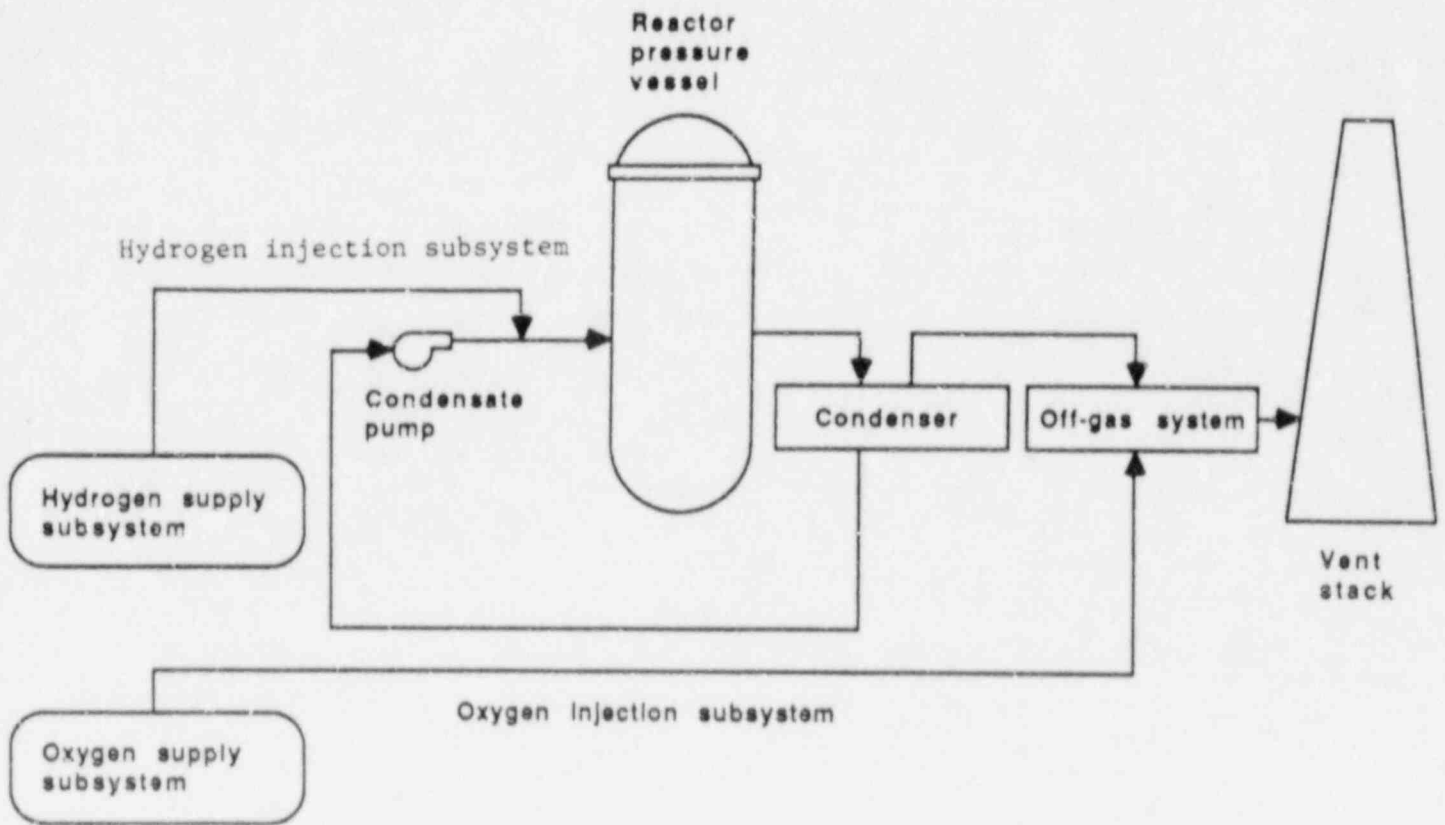 Reactor
pressure
vessel
Hydrogen injection subsystem
Condensate
pump
Condenser
Off-gas system
Hydrogen supply
subsystem
Vent
stack
Oxygen injection subsystem
Oxygen supply
subsystem